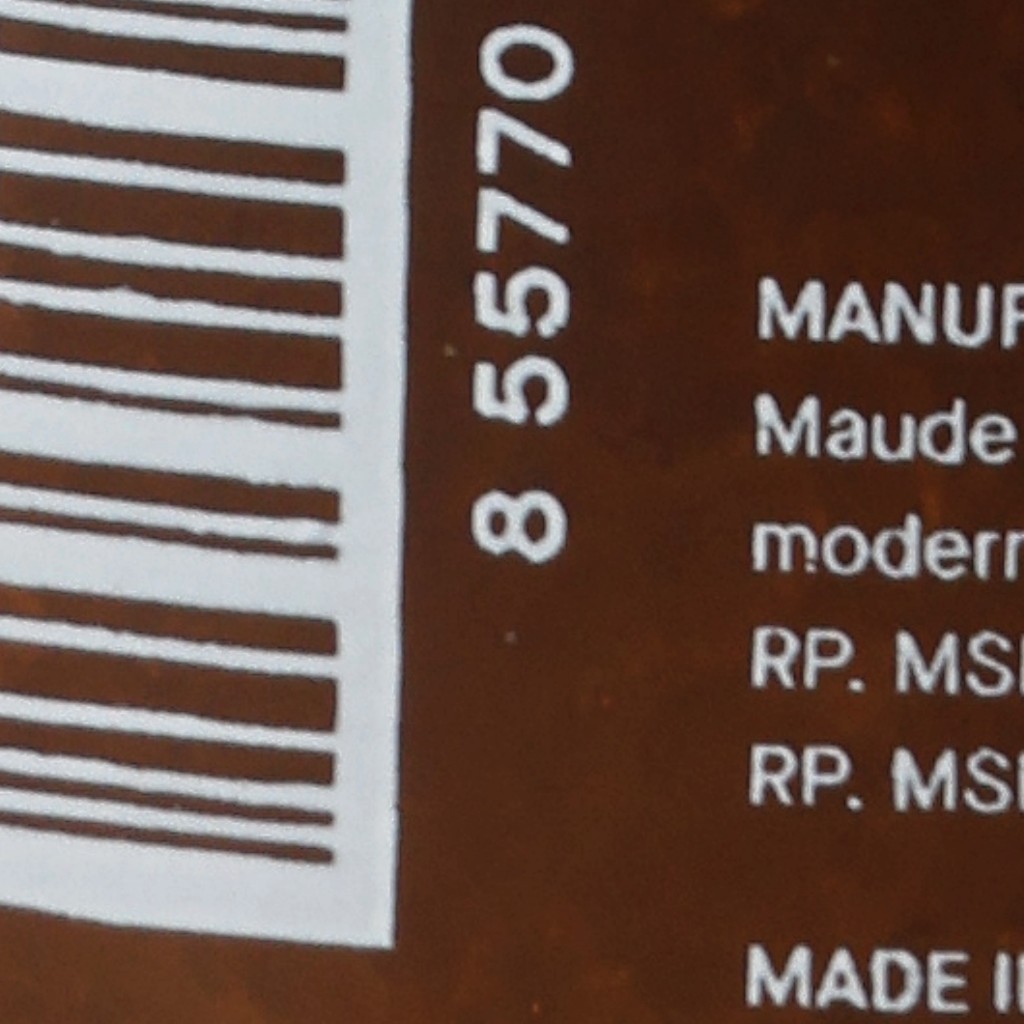 8 55770
MANUF
Maude
modern
RP. MS
RP. MS
MADE I